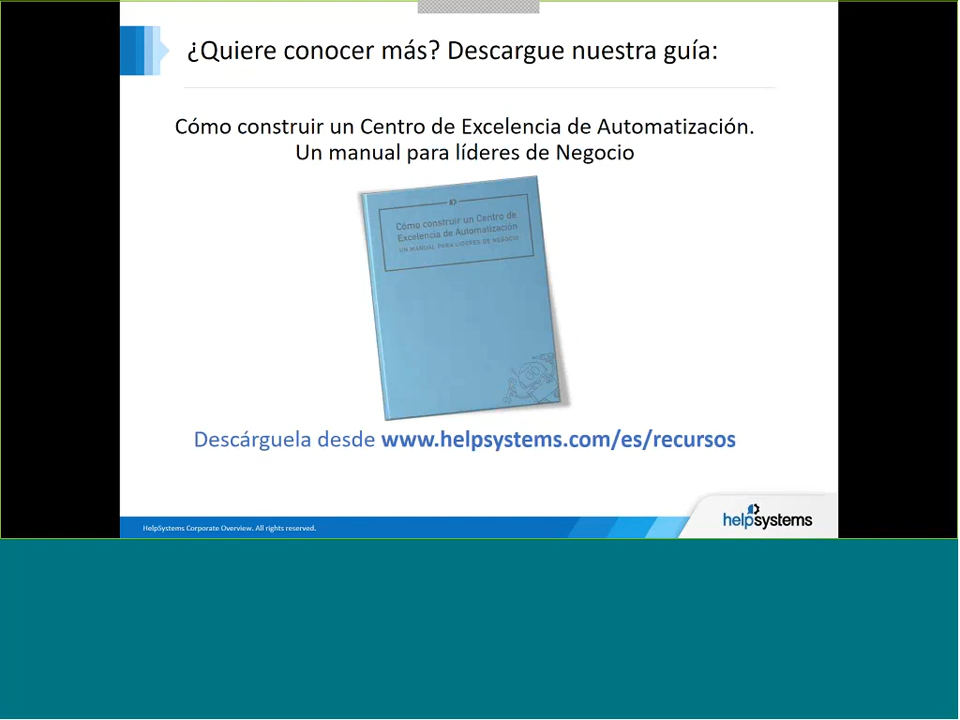 ¿Quiere conocer más? Descargue nuestra guía:
Cómo construir un Centro de Excelencia de Automatización.
Un manual para líderes de Negocio
Cómo construir un Centro de
Excelencia de Automatización
UN MANUAL PARA LÍDERES DE NEGOCIO
Descárguela desde www.helpsystems.com/es/recursos
HelpSystems Corporate Overview. All rights reserved.
helpsystems